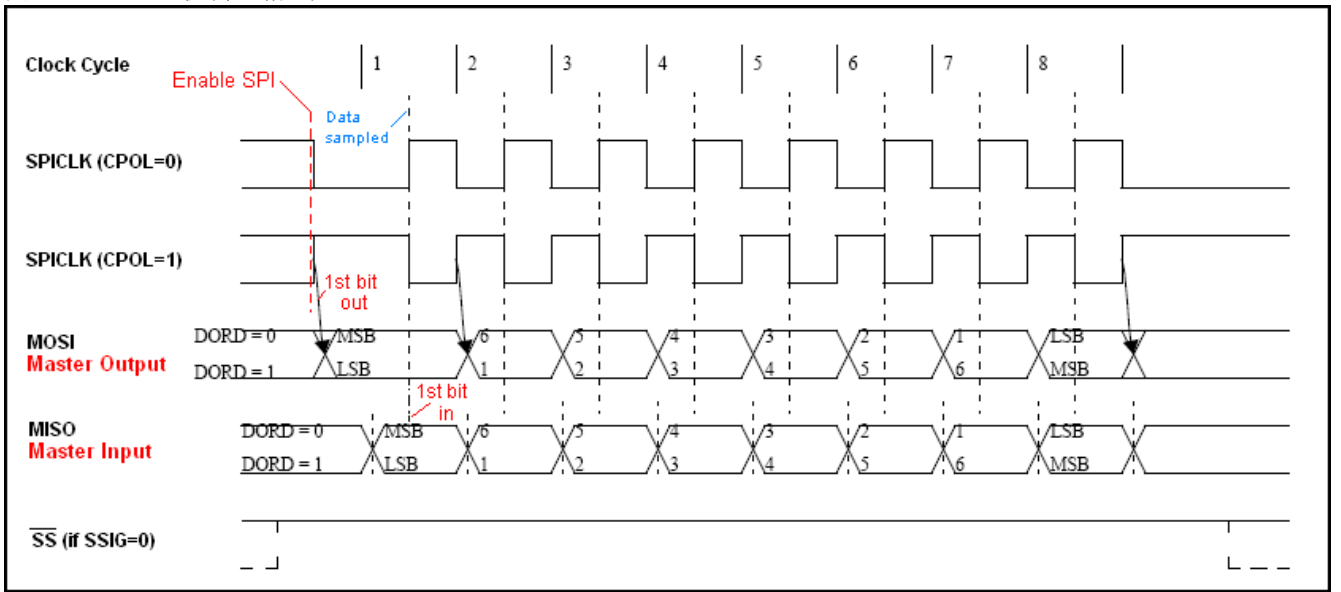 Clock Cycle 1 2 3 4 5 6 7 8
Enable SPI
Data
sampled
SPICLK (CPOL=0)
SPICLK (CPOL=1)
1st bit
out
MOSI
Master Output
DORD = 0 MSB 6 5 4 3 2 1 LSB
DORD = 1 LSB 1 2 3 4 5 6 MSB
1st bit
in
MISO
Master Input
DORD = 0 MSB 6 5 4 3 2 1 LSB
DORD = 1 LSB 1 2 3 4 5 6 MSB
SS (if SSIG=0)